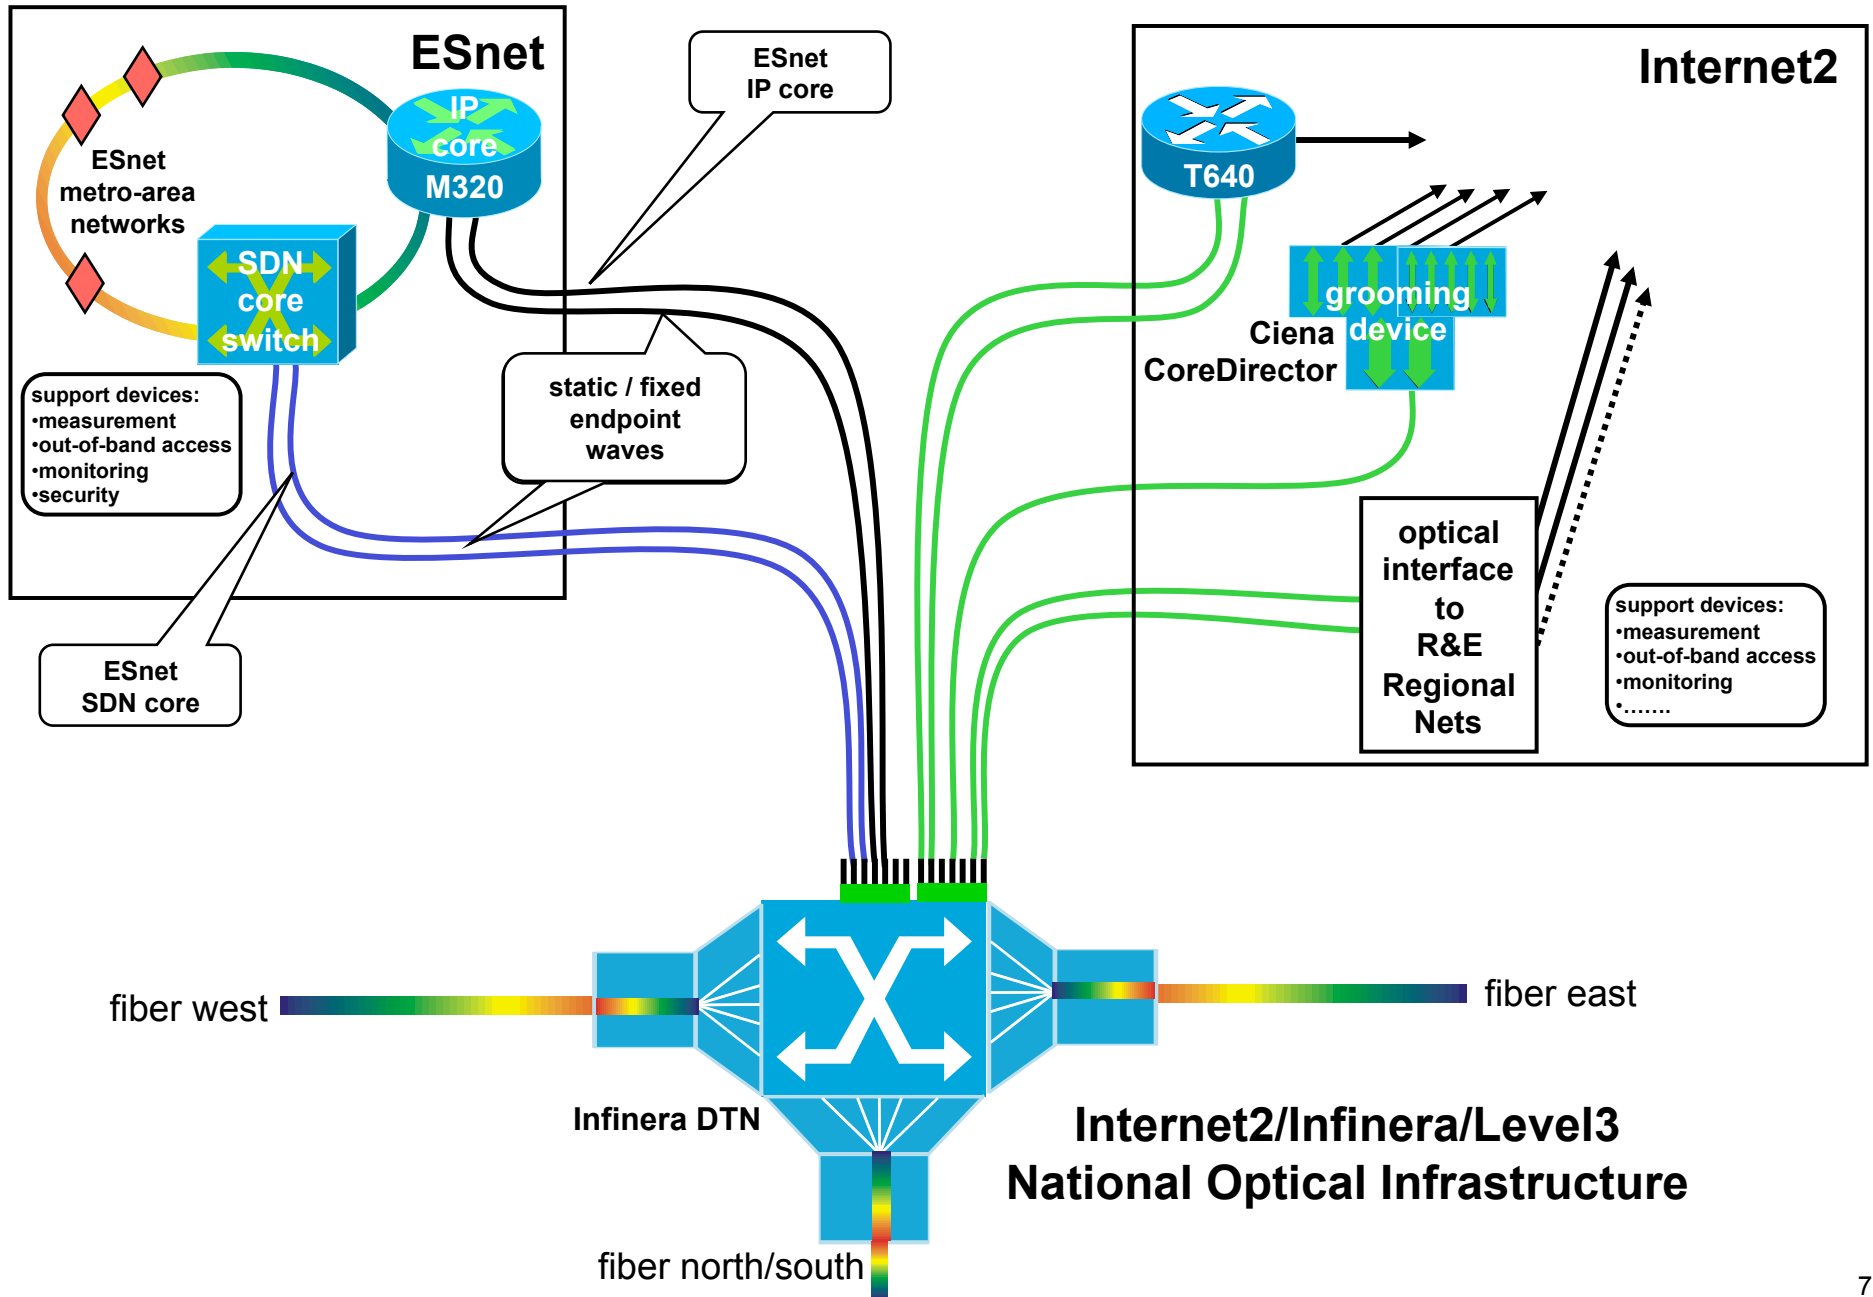 ESnet
IP
core
M320
ESnet
metro-area
networks
SDN
core
switch
support devices:
•measurement
•out-of-band access
•monitoring
•security
ESnet
IP core
static / fixed
endpoint
waves
ESnet
SDN core
Internet2
T640
grooming
device
Ciena
CoreDirector
optical
interface
to
R&E
Regional
Nets
support devices:
•measurement
•out-of-band access
•monitoring
•…….
fiber west
fiber east
Infinera DTN
Internet2/Infinera/Level3
National Optical Infrastructure
fiber north/south
7